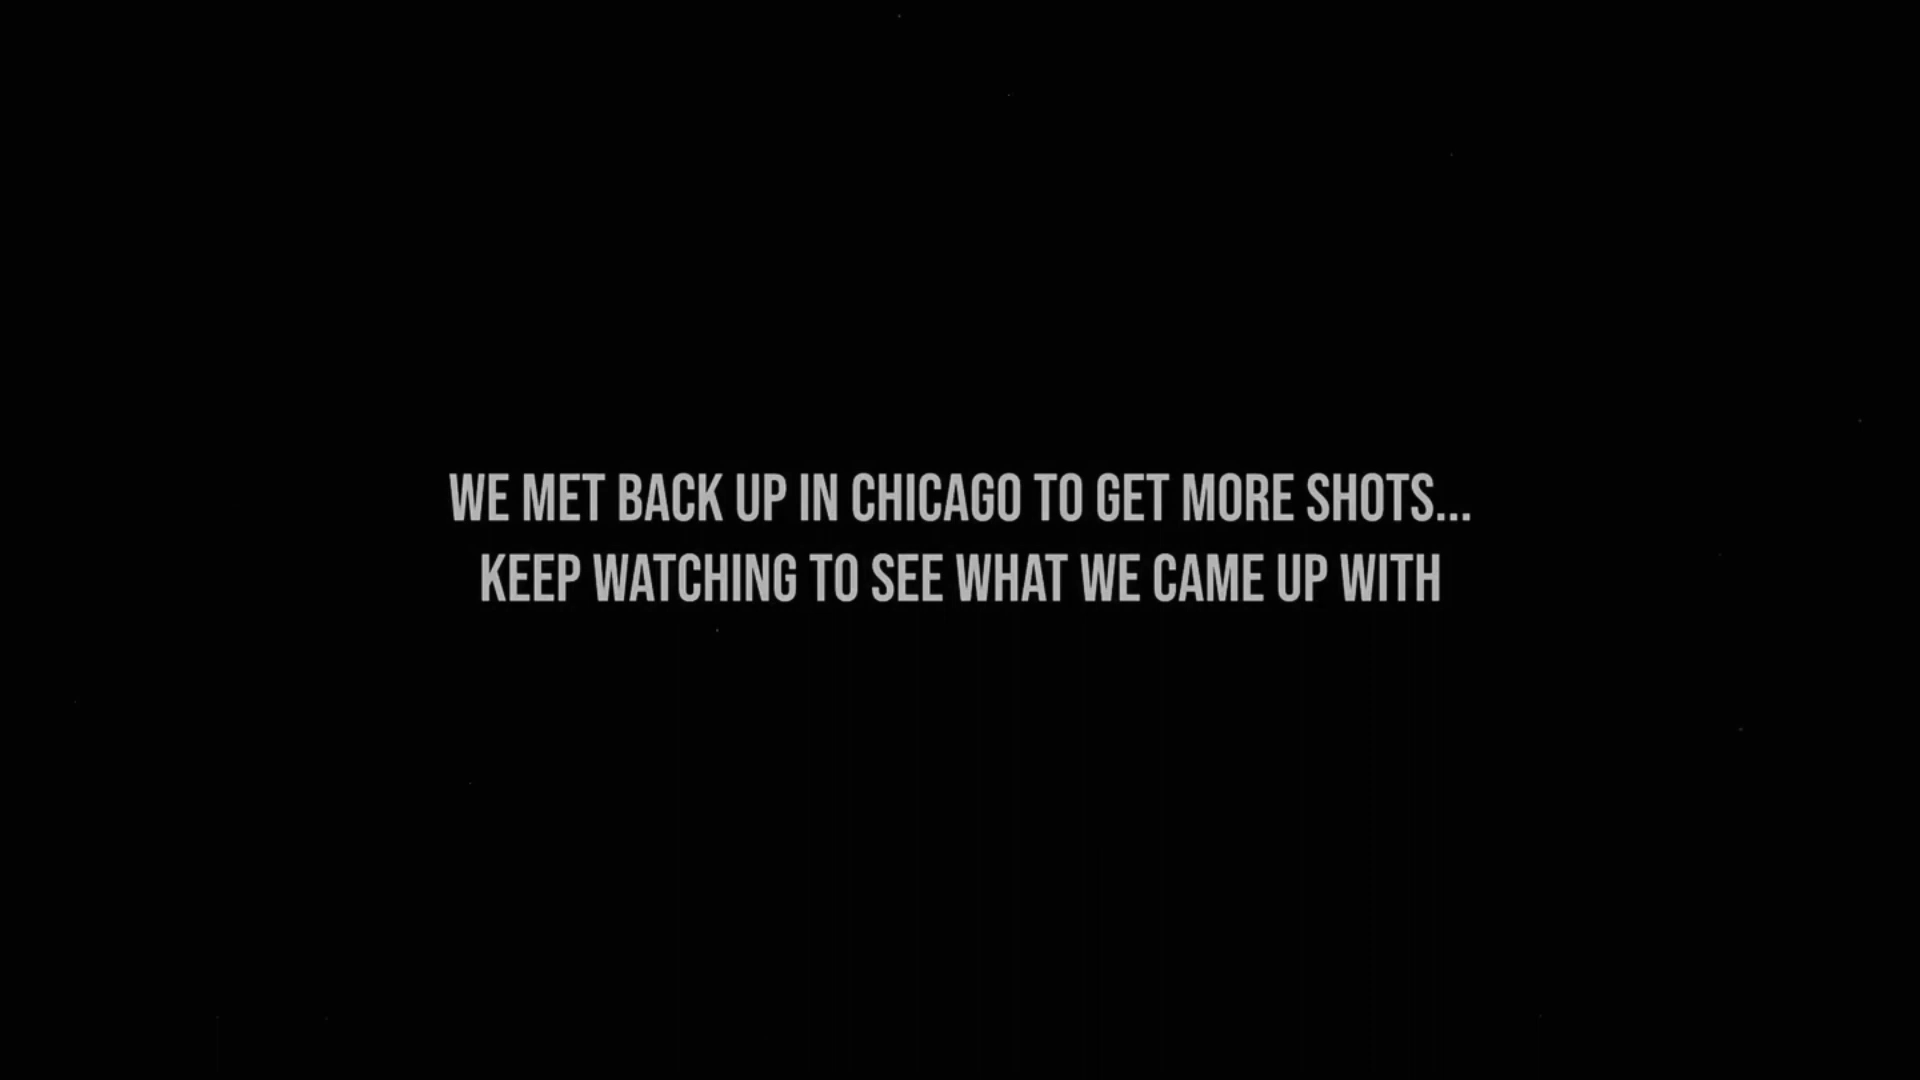 WE MET BACK UP IN CHICAGO TO GET MORE SHOTS...
KEEP WATCHING TO SEE WHAT WE CAME UP WITH